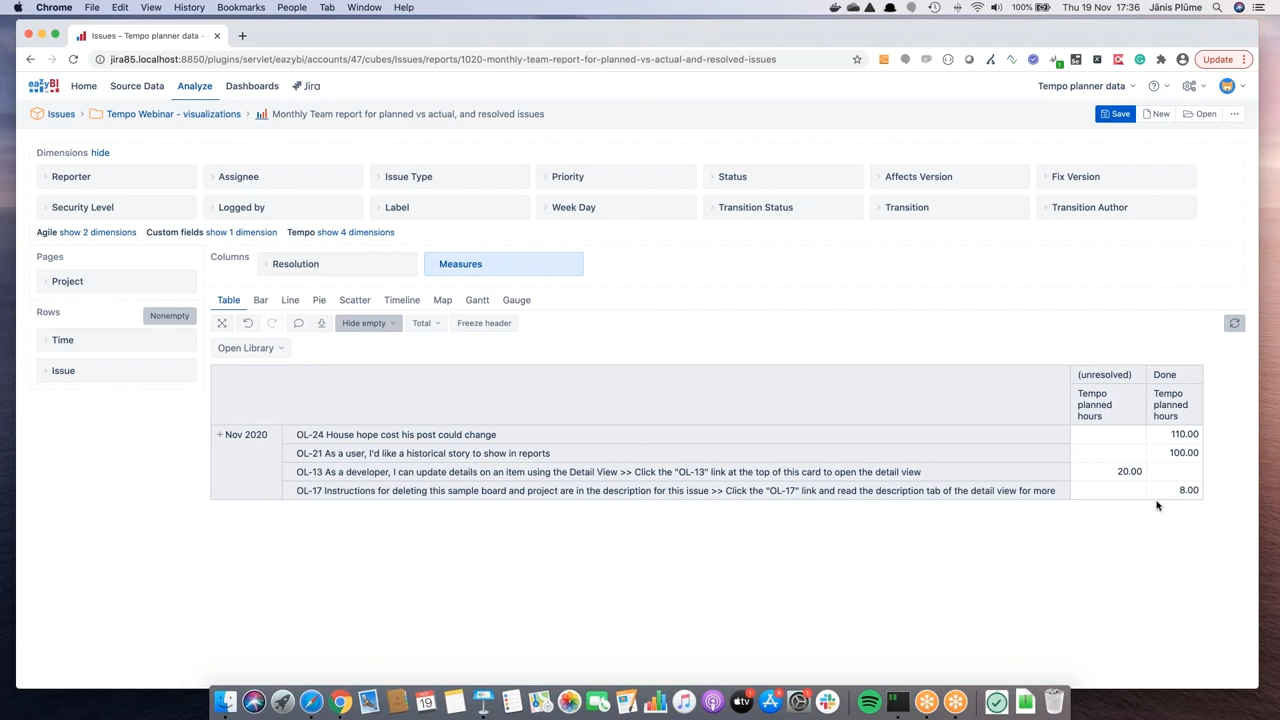 Chrome File Edit View History Bookmarks People Tab Window Help 100% Thu 19 Nov 17:36 Jānis Plūme
Issues - Tempo planner data - × +
jira85.localhost:8850/plugins/servlet/eazybi/accounts/47/cubes/Issues/reports/1020-monthly-team-report-for-planned-vs-actual-and-resolved-issues Update
eazyBI Home Source Data Analyze Dashboards Jira Tempo planner data
Issues Tempo Webinar - visualizations Monthly Team report for planned vs actual, and resolved issues Save New Open ...
Dimensions hide
Reporter Assignee Issue Type Priority Status Affects Version Fix Version
Security Level Logged by Label Week Day Transition Status Transition Transition Author
Agile show 2 dimensions Custom fields show 1 dimension Tempo show 4 dimensions
Pages Columns Resolution Measures
Project
Table Bar Line Pie Scatter Timeline Map Gantt Gauge
Rows Nonempty
Hide empty Total Freeze header
Time
Open Library
Issue
(unresolved) Done
Tempo planned hours Tempo planned hours
+ Nov 2020 OL-24 House hope cost his post could change 110.00
OL-21 As a user, I'd like a historical story to show in reports 100.00
OL-13 As a developer, I can update details on an item using the Detail View >> Click the "OL-13" link at the top of this card to open the detail view 20.00
OL-17 Instructions for deleting this sample board and project are in the description for this issue >> Click the "OL-17" link and read the description tab of the detail view for more 8.00